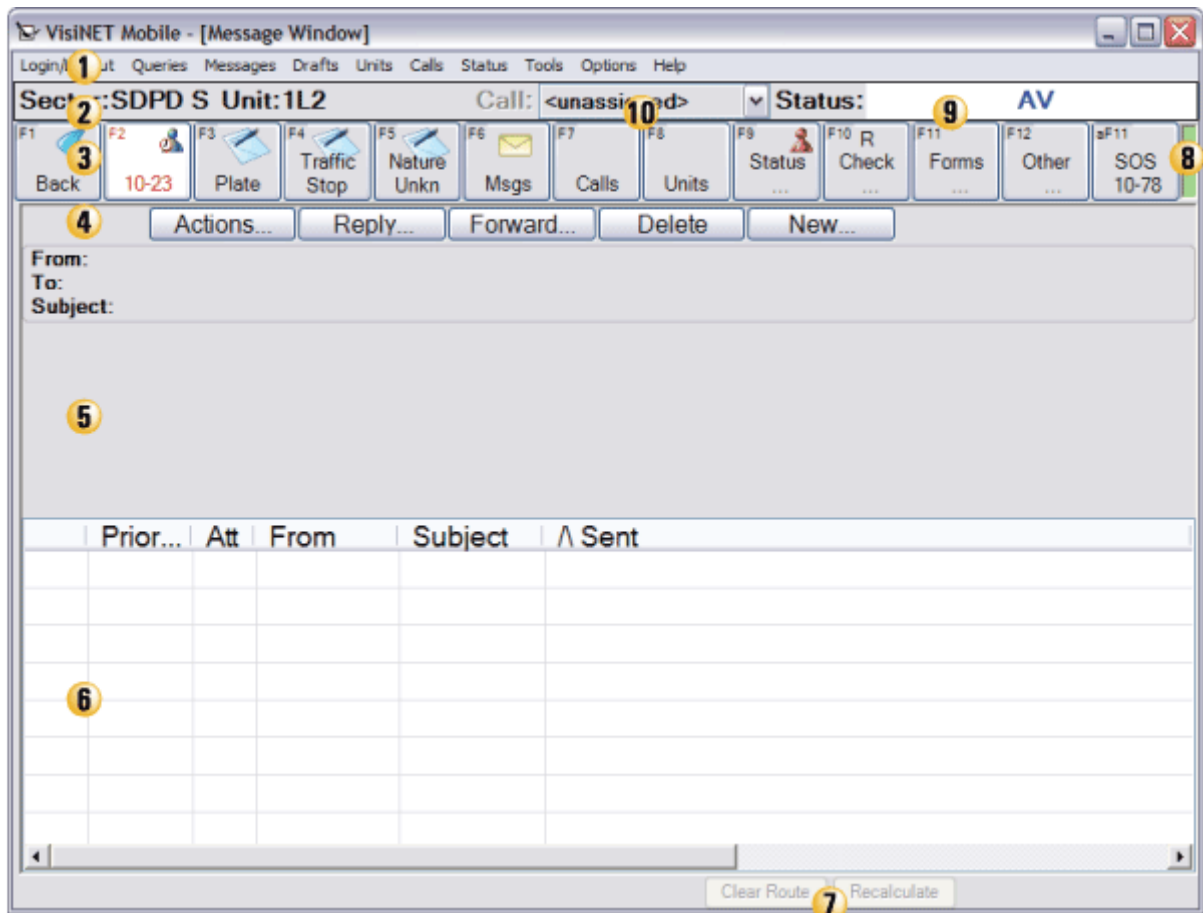 VisiNET Mobile - [Message Window]
Login/ ut Queries Messages Drafts Units Calls Status Tools Options Help
1
Sector:SDPD S Unit:1L2 Call: <unassigned> Status: AV
2 10 9
F1 F2 F3 F4 F5 F6 F7 F8 F9 F10 R F11 F12 aF11
3 Traffic Nature Status Check Forms Other SOS 8
Back 10-23 Plate Stop Unkn Msgs Calls Units ... ... ... ... 10-78
4 Actions... Reply... Forward... Delete New...
From:
To:
Subject:
5
Prior... Att From Subject /\ Sent
6
Clear Route 7 Recalculate